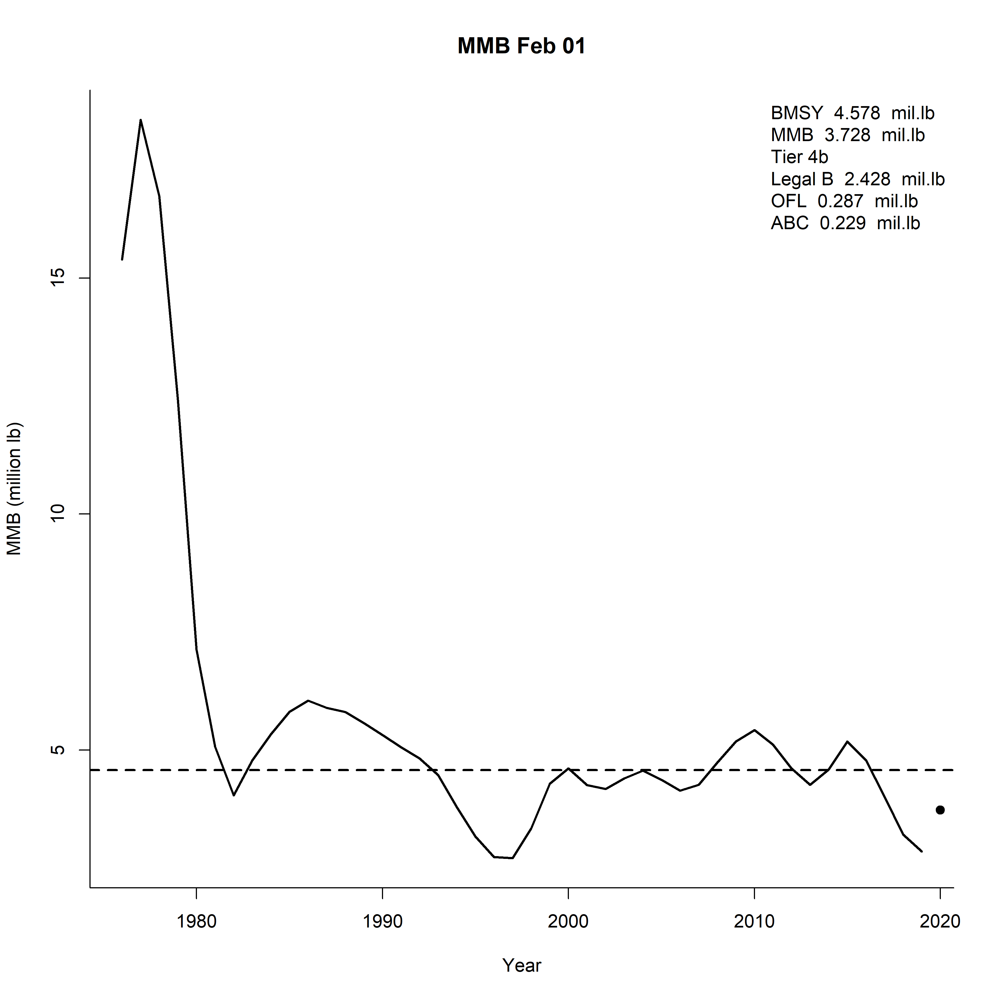 MMB Feb 01
BMSY 4.578 mil.lb
MMB 3.728 mil.lb
Tier 4b
Legal B 2.428 mil.lb
OFL 0.287 mil.lb
ABC 0.229 mil.lb
MMB (million lb)
15
10
5
1980 1990 2000 2010 2020
Year